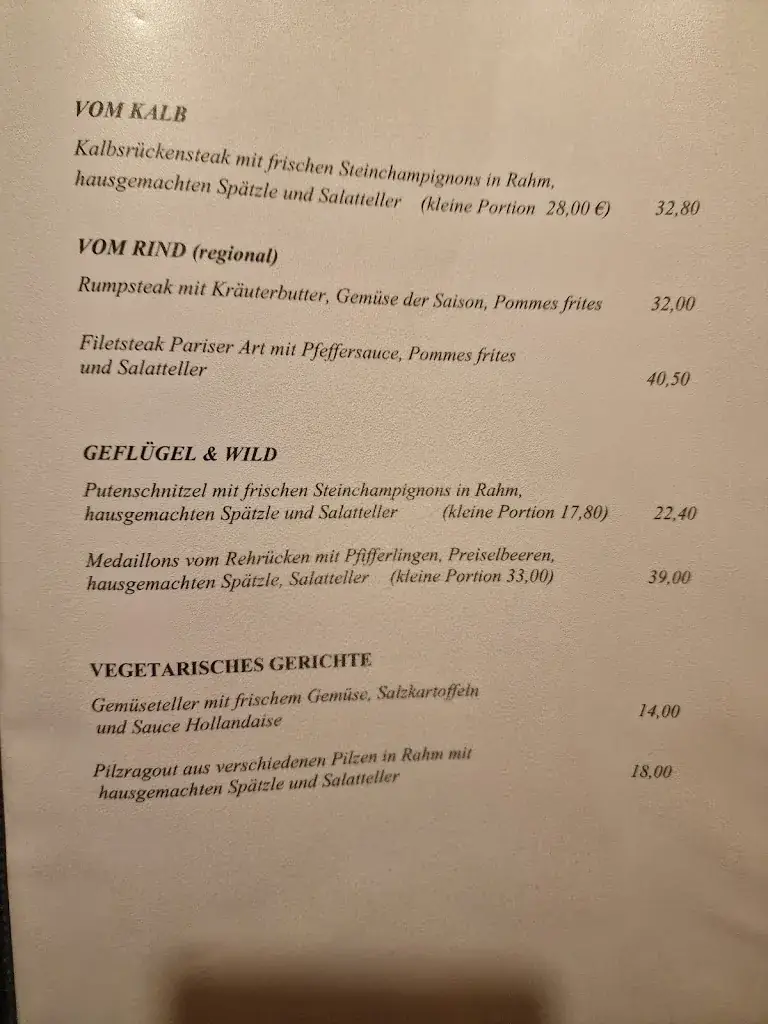 VOM KALB
Kalbsrückensteak mit frischen Steinchampignons in Rahm,
hausgemachten Spätzle und Salatteller (kleine Portion 28,00 €) 32,80
VOM RIND (regional)
Rumpsteak mit Kräuterbutter, Gemüse der Saison, Pommes frites 32,00
Filetsteak Pariser Art mit Pfeffersauce, Pommes frites
und Salatteller 40,50
GEFLÜGEL & WILD
Putenschnitzel mit frischen Steinchampignons in Rahm,
hausgemachten Spätzle und Salatteller (kleine Portion 17,80) 22,40
Medaillons vom Rehrücken mit Pfifferlingen, Preiselbeeren,
hausgemachten Spätzle, Salatteller (kleine Portion 33,00) 39,00
VEGETARISCHES GERICHTE
Gemüseteller mit frischem Gemüse, Salzkartoffeln
und Sauce Hollandaise 14,00
Pilzragout aus verschiedenen Pilzen in Rahm mit
hausgemachten Spätzle und Salatteller 18,00